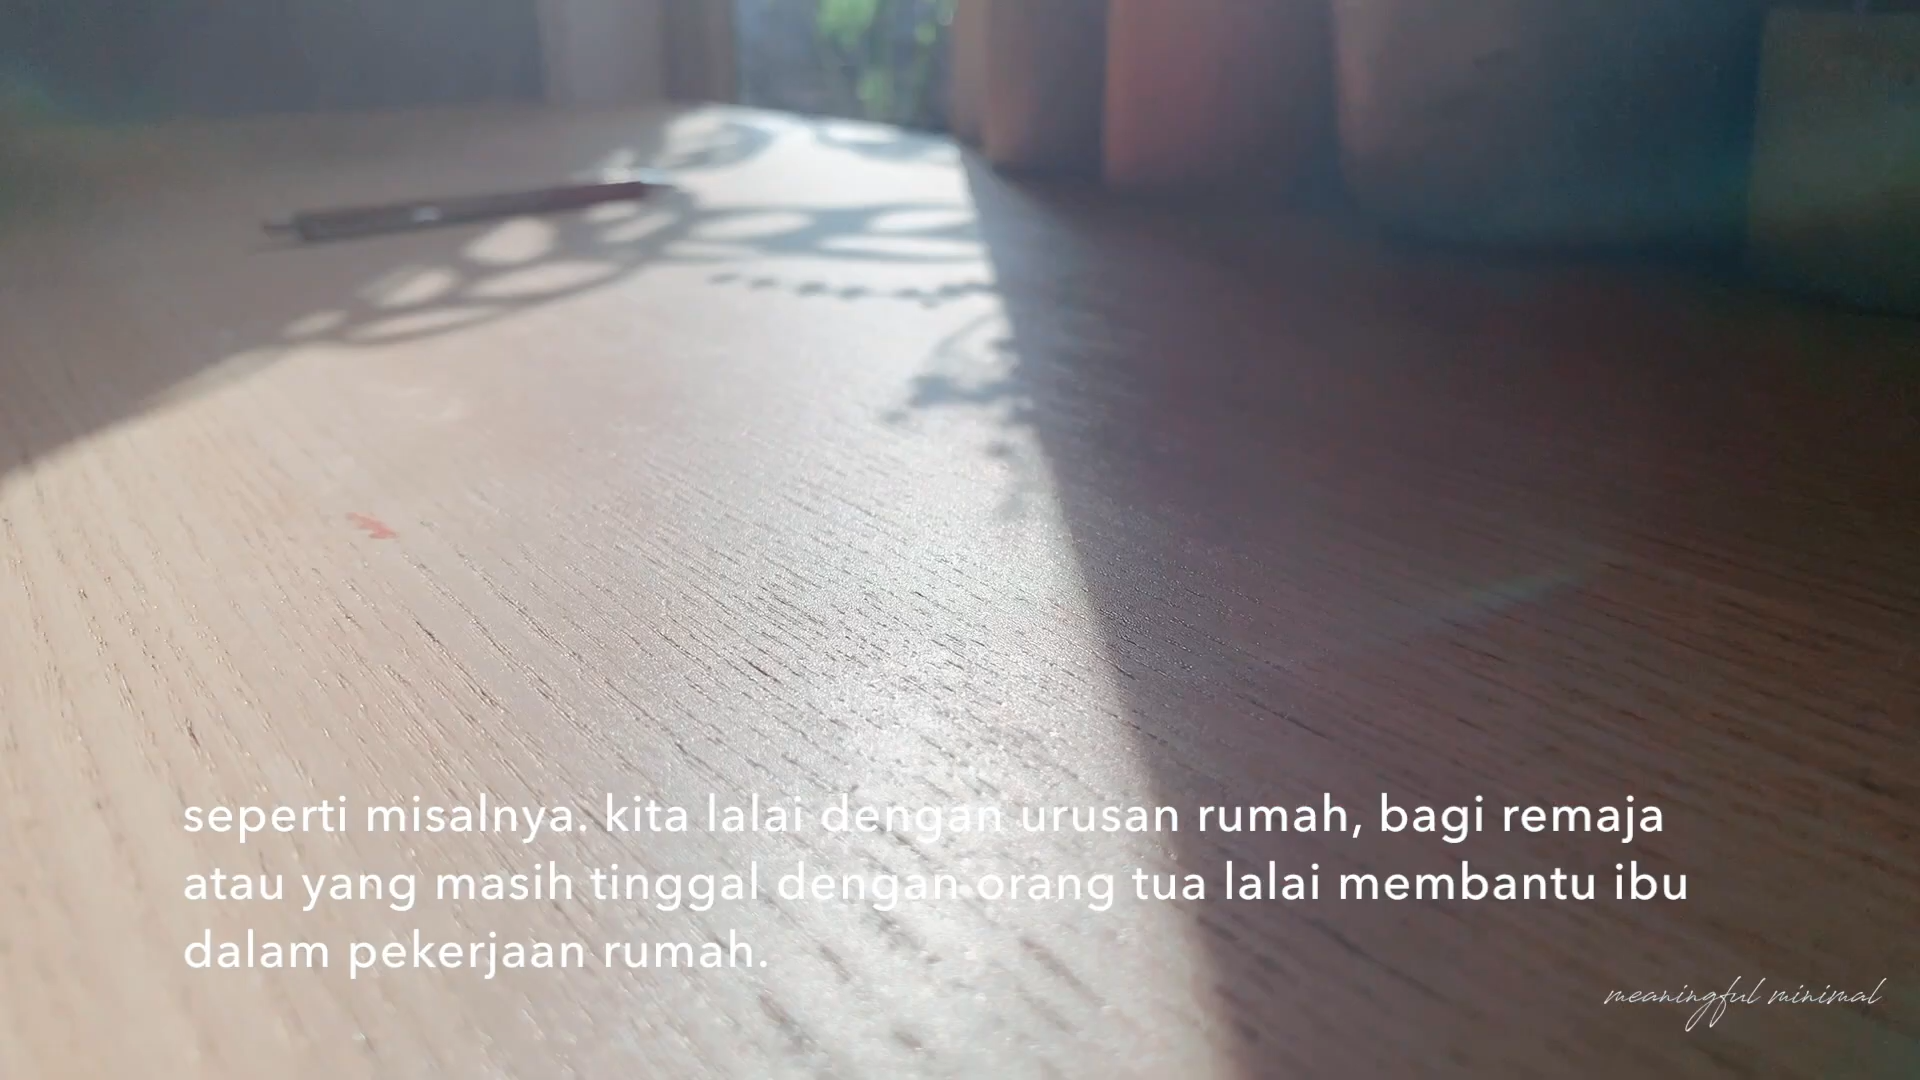 seperti misalnya. kita lalai dengan urusan rumah, bagi remaja
atau yang masih tinggal dengan orang tua lalai membantu ibu
dalam pekerjaan rumah.
meaningful minimal